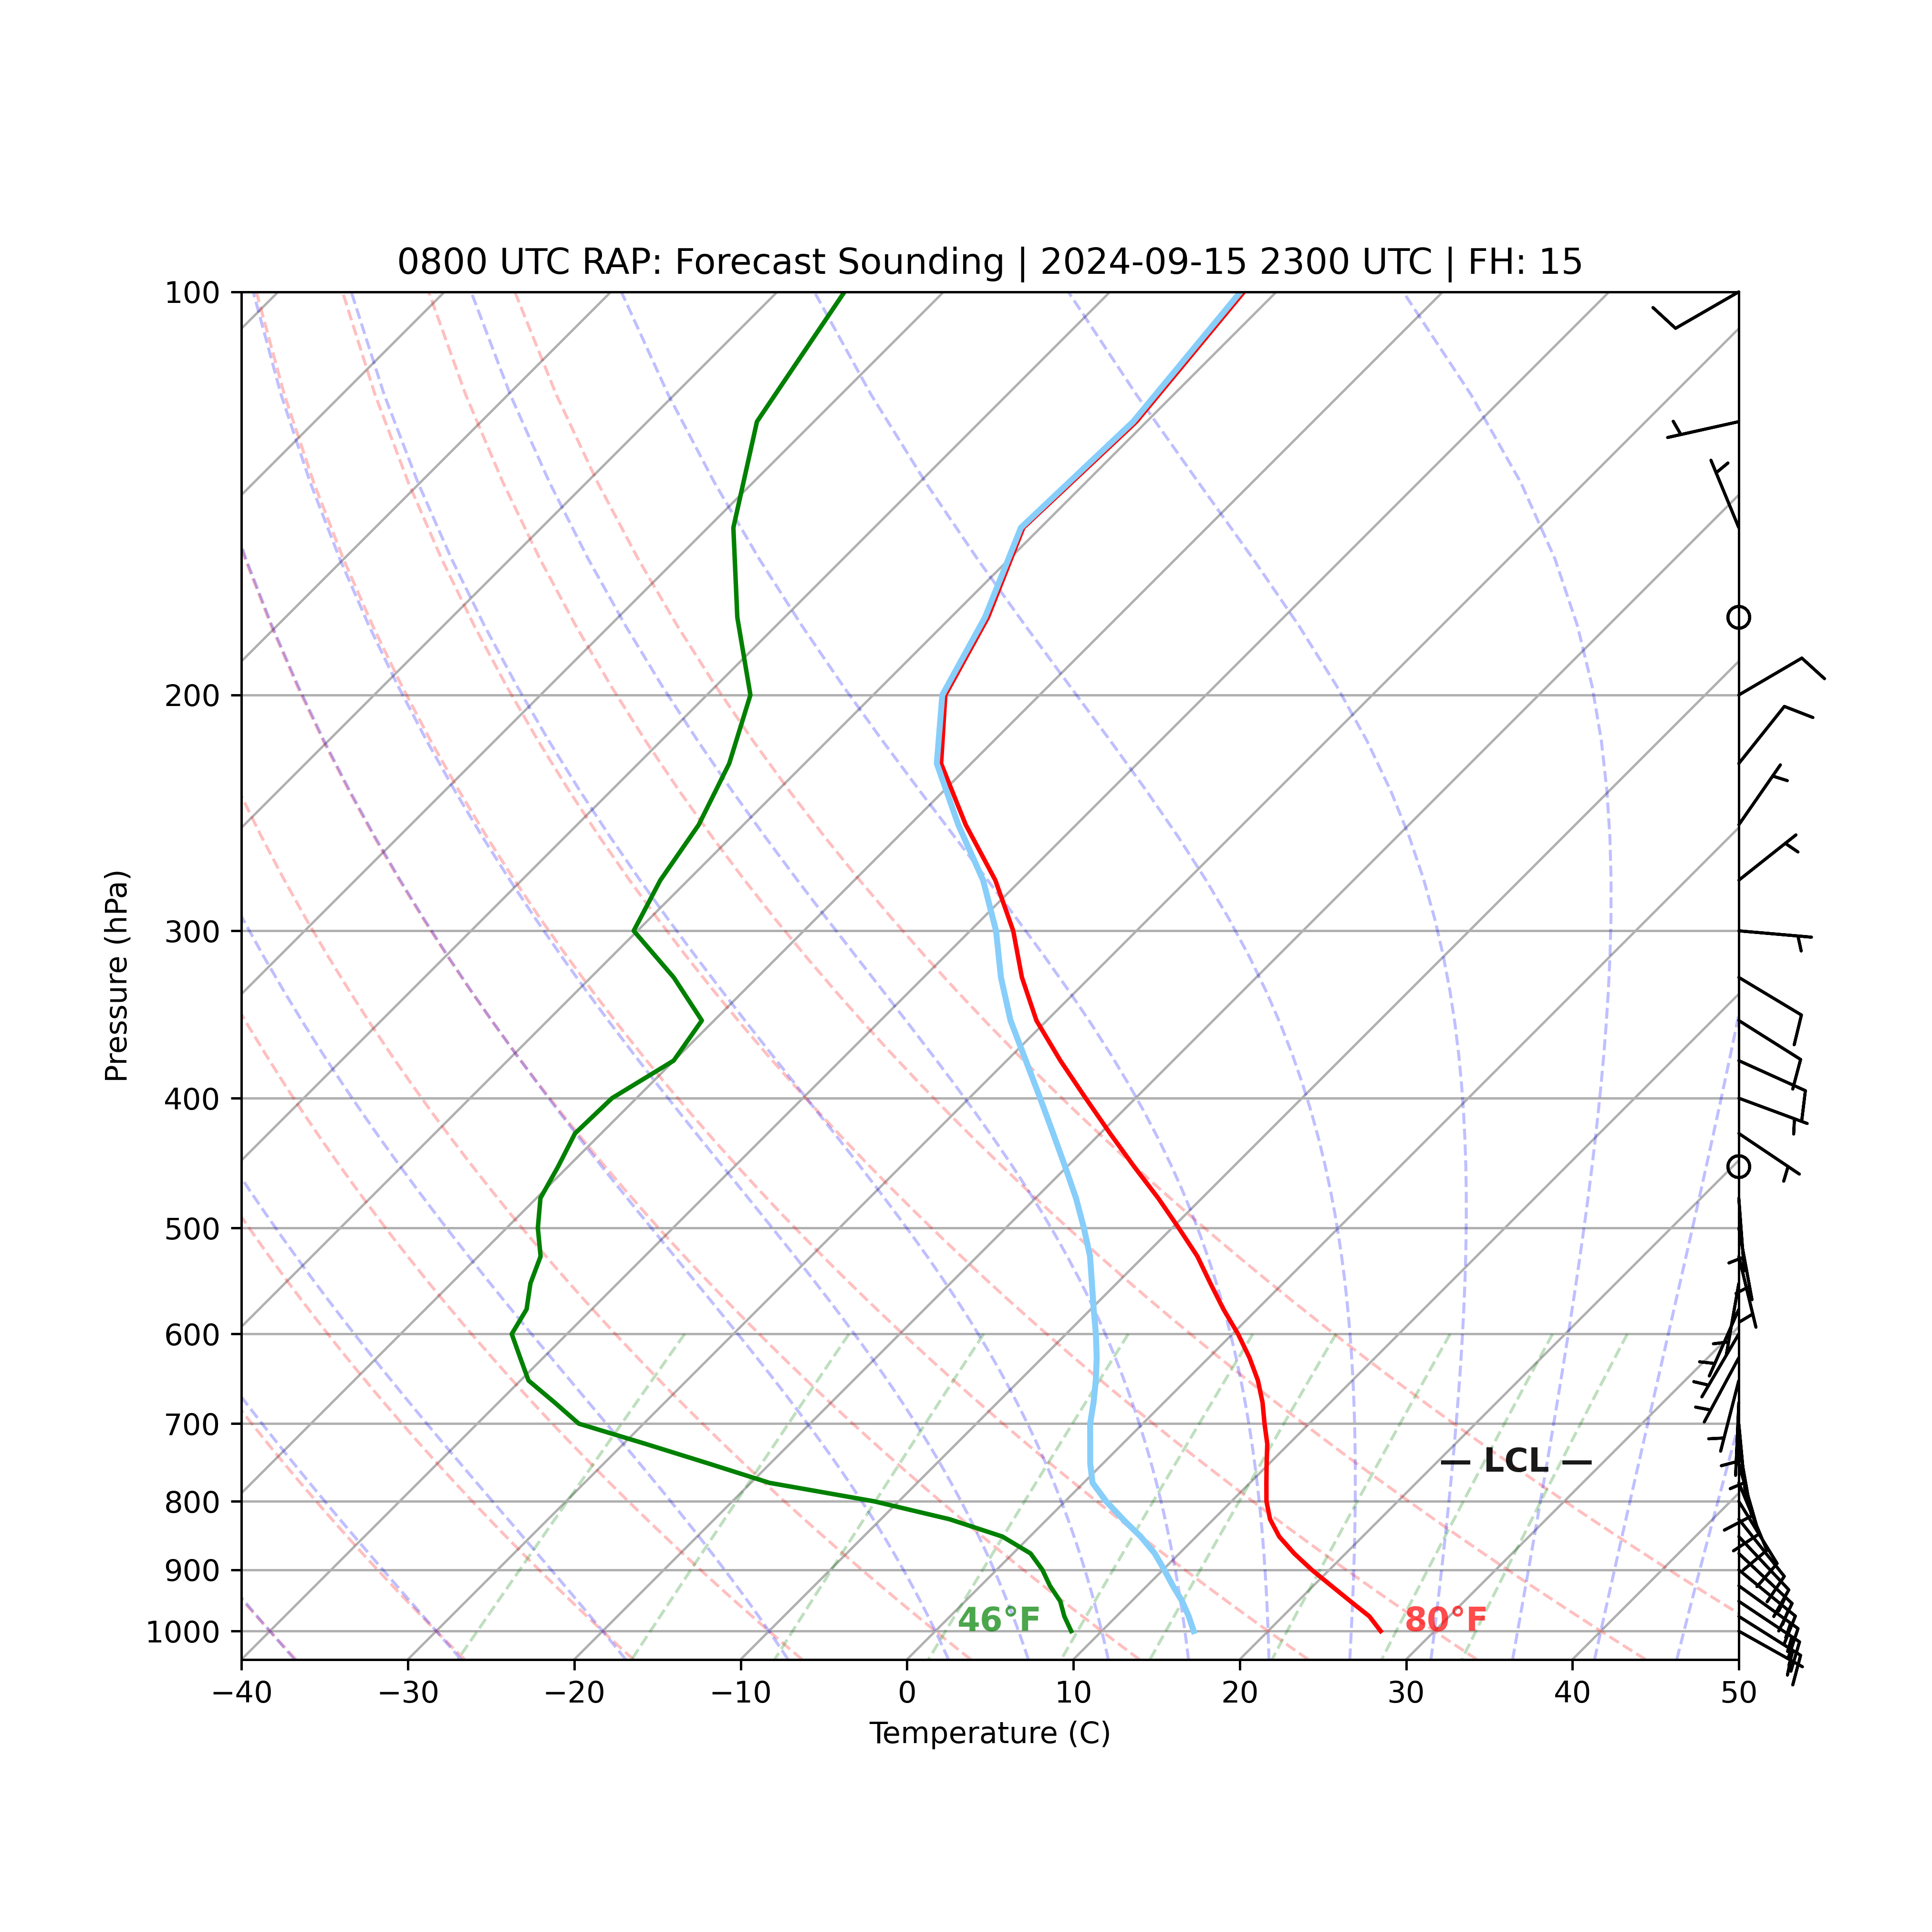 0800 UTC RAP: Forecast Sounding | 2024-09-15 2300 UTC | FH: 15
100
200
300
400
500
600
700
800
900
1000
Pressure (hPa)
— LCL —
46°F
80°F
−40 −30 −20 −10 0 10 20 30 40 50
Temperature (C)